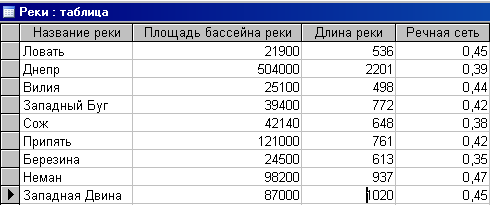 Реки : таблица
Название реки Площадь бассейна реки Длина реки Речная сеть
Ловать 21900 536 0,45
Днепр 504000 2201 0,39
Вилия 25100 498 0,44
Западный Буг 39400 772 0,42
Сож 42140 648 0,38
Припять 121000 761 0,42
Березина 24500 613 0,35
Неман 98200 937 0,47
Западная Двина 87000 1020 0,45